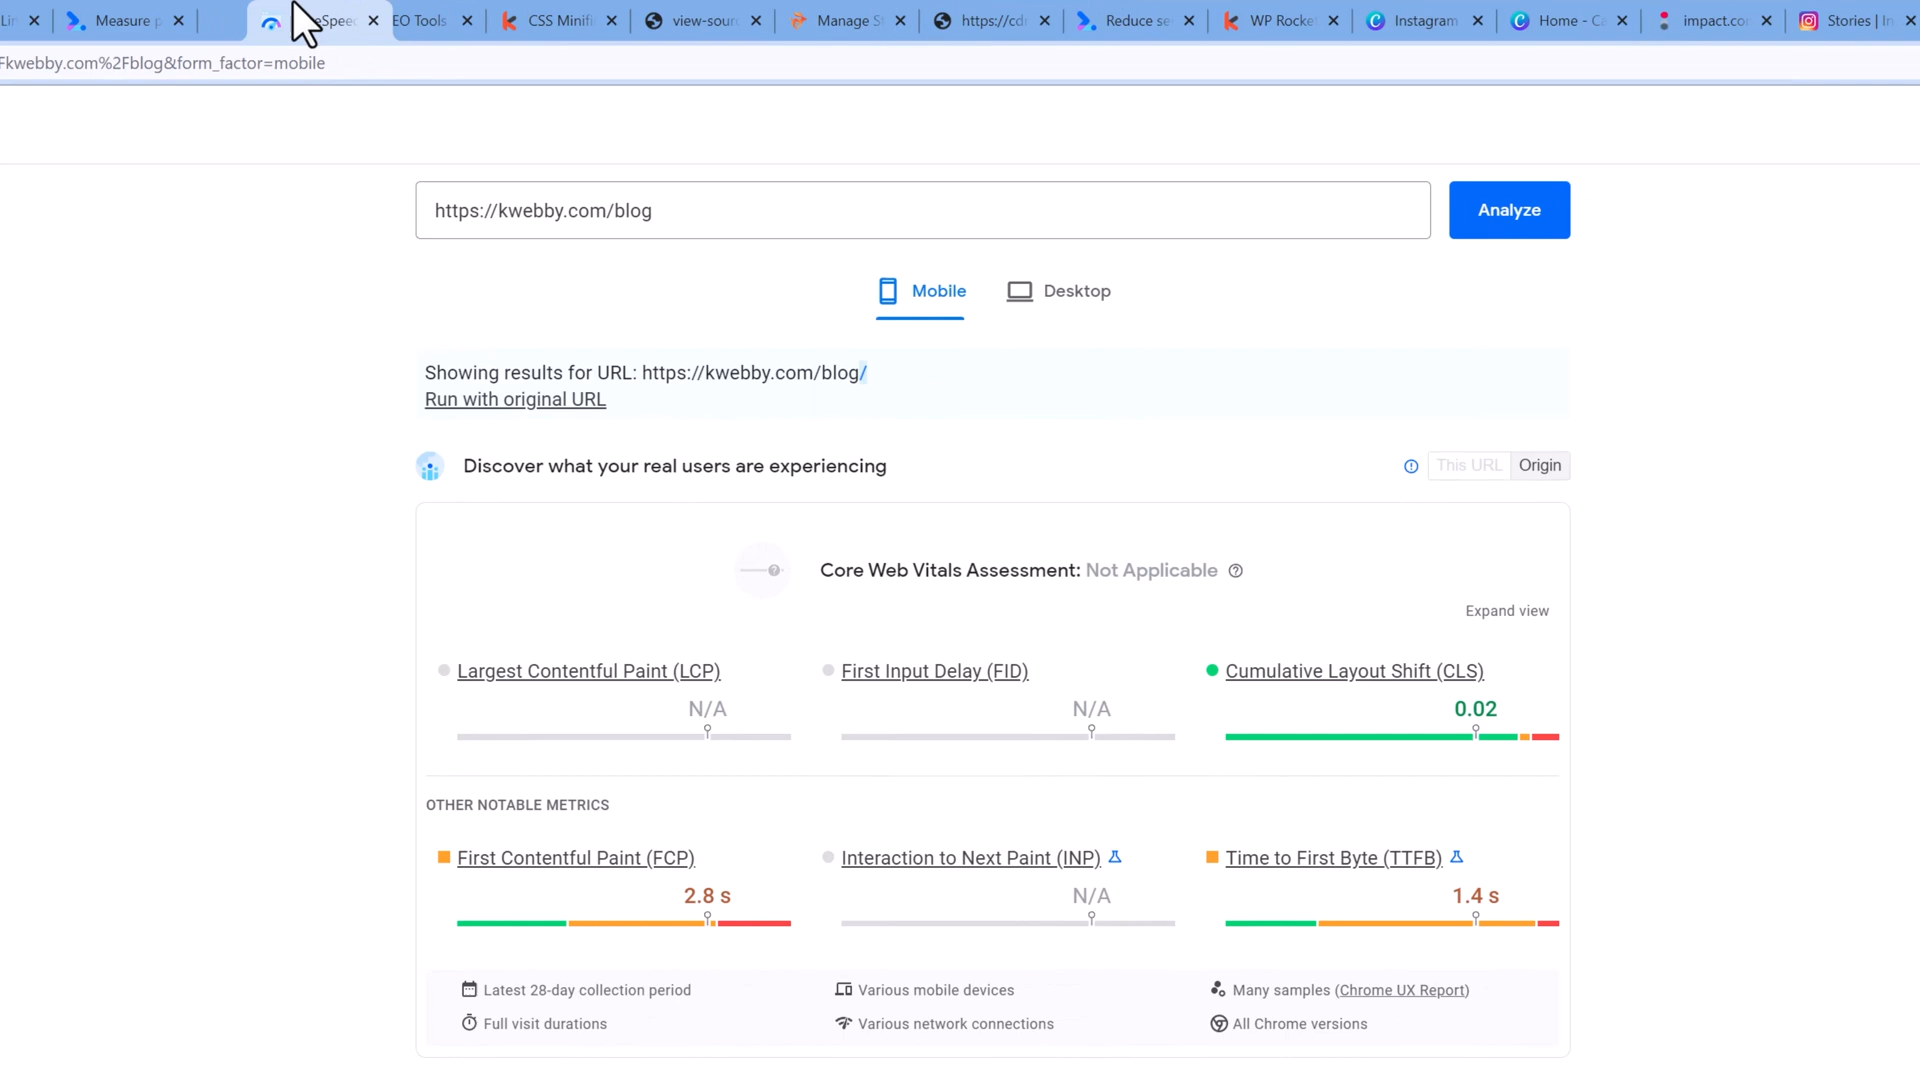 Measure p
eSpeed
EO Tools
CSS Minifi
view-sour
Manage S
https://cd
Reduce se
WP Rocket
Instagram
Home - Ca
impact.co
Stories | In
Fkwebby.com%2Fblog&form_factor=mobile
https://kwebby.com/blog
Analyze
Mobile
Desktop
Showing results for URL: https://kwebby.com/blog/
Run with original URL
Discover what your real users are experiencing
This URL
Origin
Core Web Vitals Assessment: Not Applicable
Expand view
Largest Contentful Paint (LCP)
N/A
First Input Delay (FID)
N/A
Cumulative Layout Shift (CLS)
0.02
OTHER NOTABLE METRICS
First Contentful Paint (FCP)
2.8 s
Interaction to Next Paint (INP)
N/A
Time to First Byte (TTFB)
1.4 s
Latest 28-day collection period
Various mobile devices
Many samples (Chrome UX Report)
Full visit durations
Various network connections
All Chrome versions